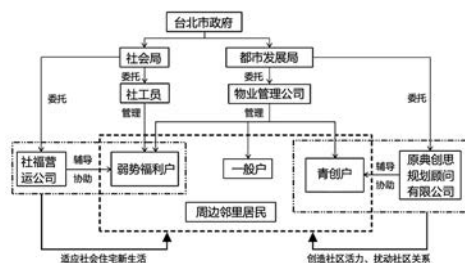 台北市政府
社会局
都市发展局
委托
委托
委托
委托
社工员
物业管理公司
管理
管理
社福营
运公司
辅导
协助
弱势福利户
一般户
青创户
辅导
协助
原典创思
规划顾问
有限公司
周边邻里居民
适应社会住宅新生活
创造社区活力、扰动社区关系